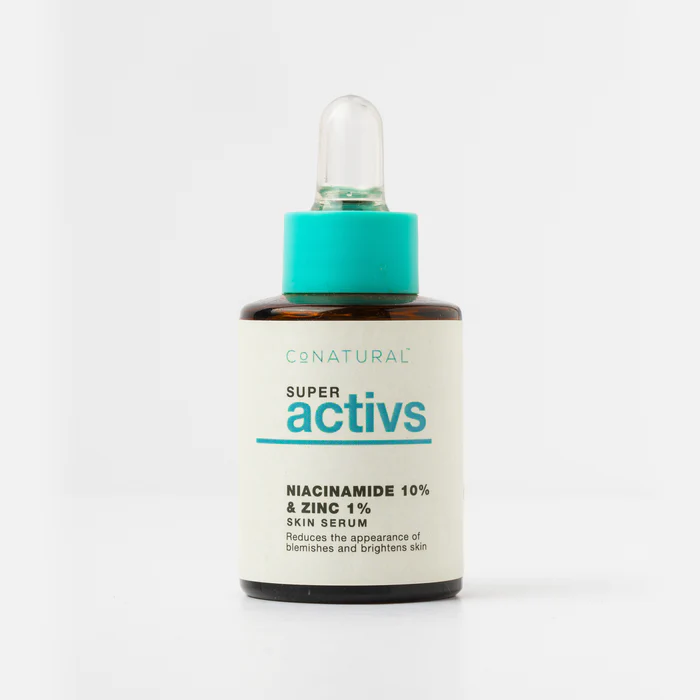 CoNATURAL™
SUPER
activs
NIACINAMIDE 10%
& ZINC 1%
SKIN SERUM
Reduces the appearance of
blemishes and brightens skin